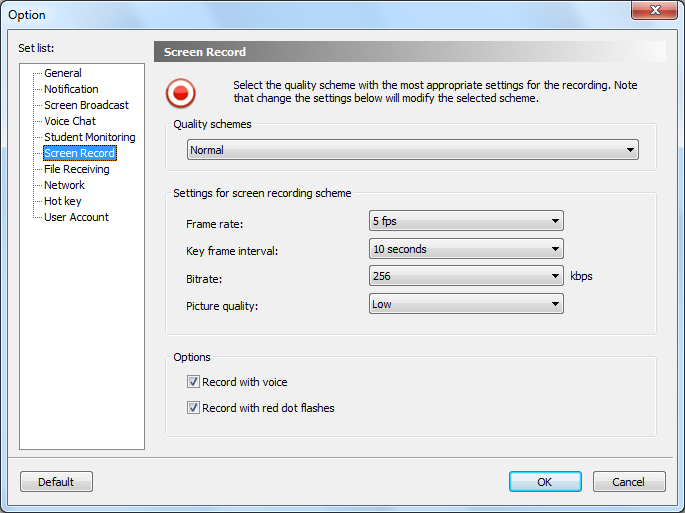 Option
Set list:
General
Notification
Screen Broadcast
Voice Chat
Student Monitoring
Screen Record
File Receiving
Network
Hot key
User Account
Screen Record
Select the quality scheme with the most appropriate settings for the recording. Note
that change the settings below will modify the selected scheme.
Quality schemes
Normal
Settings for screen recording scheme
Frame rate: 5 fps
Key frame interval: 10 seconds
Bitrate: 256 kbps
Picture quality: Low
Options
Record with voice
Record with red dot flashes
Default OK Cancel